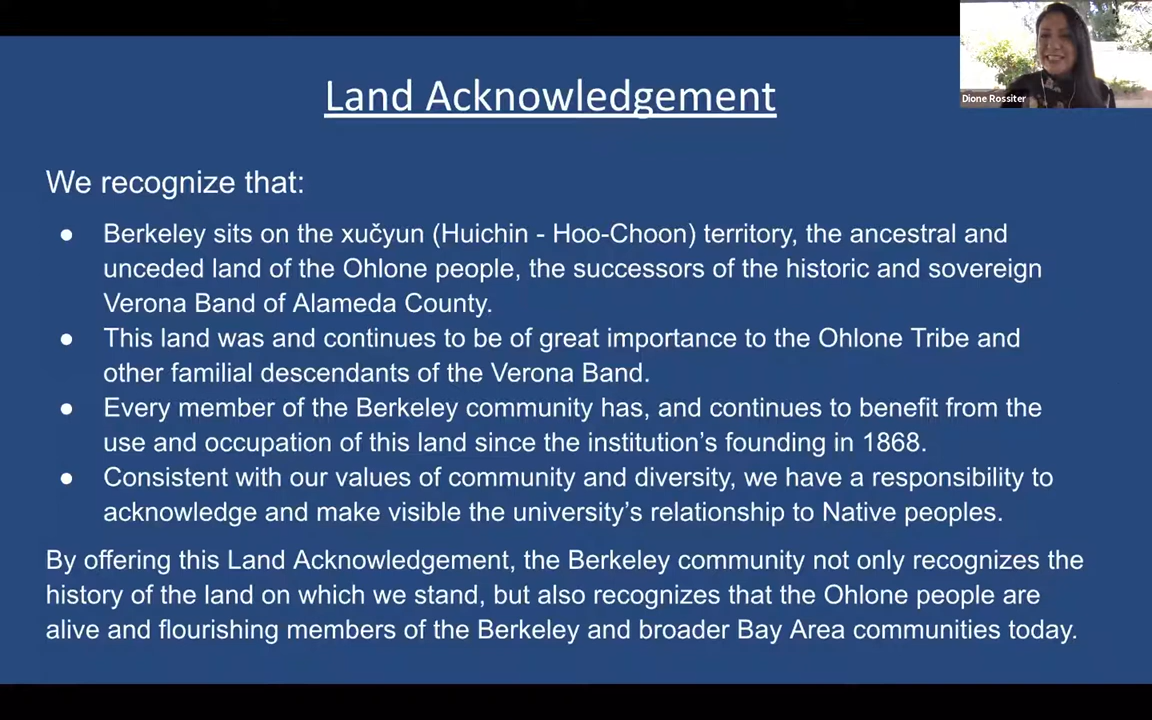 Land Acknowledgement
Dione Rossiter
We recognize that:
● Berkeley sits on the xučyun (Huichin - Hoo-Choon) territory, the ancestral and
unceded land of the Ohlone people, the successors of the historic and sovereign
Verona Band of Alameda County.
● This land was and continues to be of great importance to the Ohlone Tribe and
other familial descendants of the Verona Band.
● Every member of the Berkeley community has, and continues to benefit from the
use and occupation of this land since the institution's founding in 1868.
● Consistent with our values of community and diversity, we have a responsibility to
acknowledge and make visible the university's relationship to Native peoples.
By offering this Land Acknowledgement, the Berkeley community not only recognizes the
history of the land on which we stand, but also recognizes that the Ohlone people are
alive and flourishing members of the Berkeley and broader Bay Area communities today.